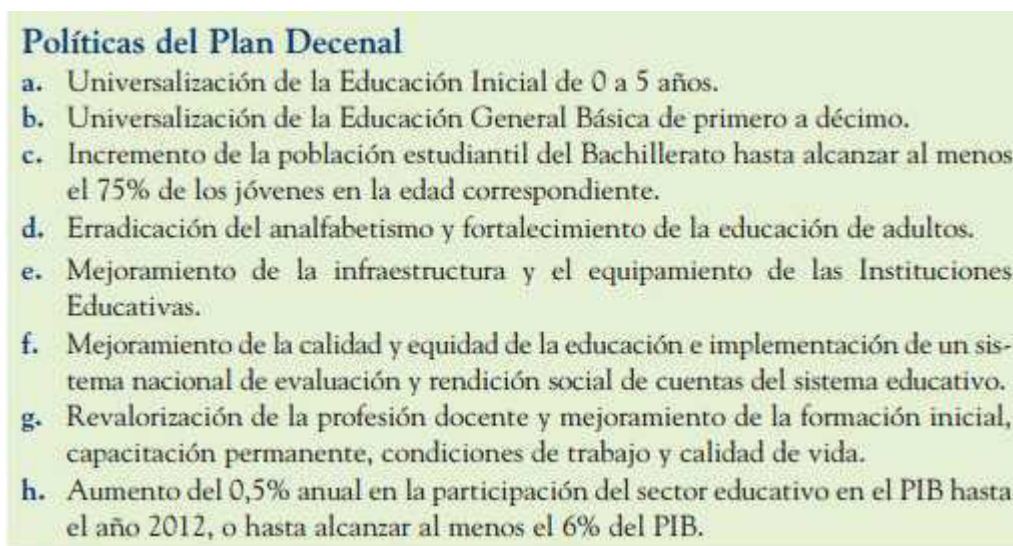 Políticas del Plan Decenal
a. Universalización de la Educación Inicial de 0 a 5 años.
b. Universalización de la Educación General Básica de primero a décimo.
c. Incremento de la población estudiantil del Bachillerato hasta alcanzar al menos
el 75% de los jóvenes en la edad correspondiente.
d. Erradicación del analfabetismo y fortalecimiento de la educación de adultos.
e. Mejoramiento de la infraestructura y el equipamiento de las Instituciones
Educativas.
f. Mejoramiento de la calidad y equidad de la educación e implementación de un sis-
tema nacional de evaluación y rendición social de cuentas del sistema educativo.
g. Revalorización de la profesión docente y mejoramiento de la formación inicial,
capacitación permanente, condiciones de trabajo y calidad de vida.
h. Aumento del 0,5% anual en la participación del sector educativo en el PIB hasta
el año 2012, o hasta alcanzar al menos el 6% del PIB.